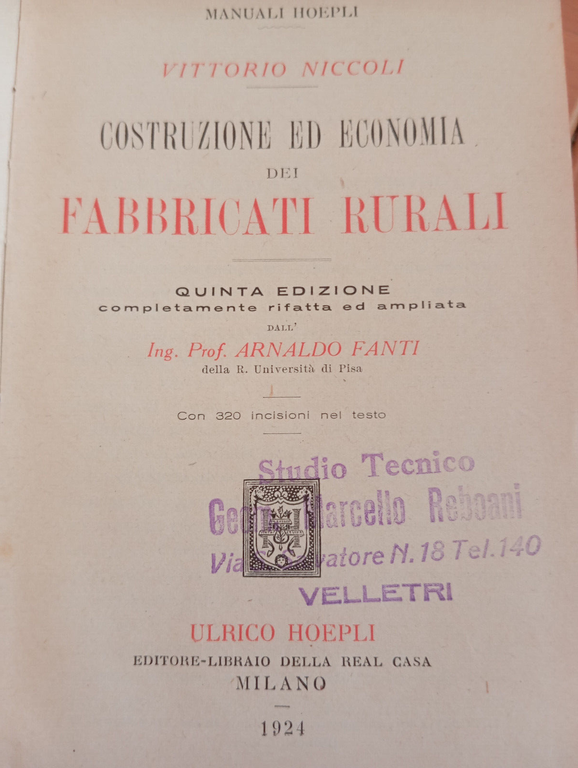 MANUALI HOEPLI
VITTORIO NICCOLI
COSTRUZIONE ED ECONOMIA
DEI
FABBRICATI RURALI
QUINTA EDIZIONE
completamente rifatta ed ampliata
DALL'
Ing. Prof. ARNALDO FANTI
della R. Università di Pisa
Con 320 incisioni nel testo
Studio Tecnico
Marcello Reboani
Via N. 18 Tel. 140
VELLETRI
ULRICO HOEPLI
EDITORE-LIBRAIO DELLA REAL CASA
MILANO
1924